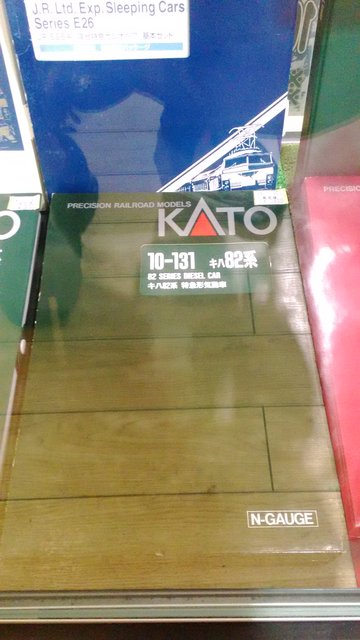 J.R. Ltd. Exp. Sleeping Cars
Series E26
PRECISION RAILROAD MODELS
KATO
10-131 キハ82系
82 SERIES DIESEL CAR
キハ82系 特急形気動車
N-GAUGE
PRECISIO
O